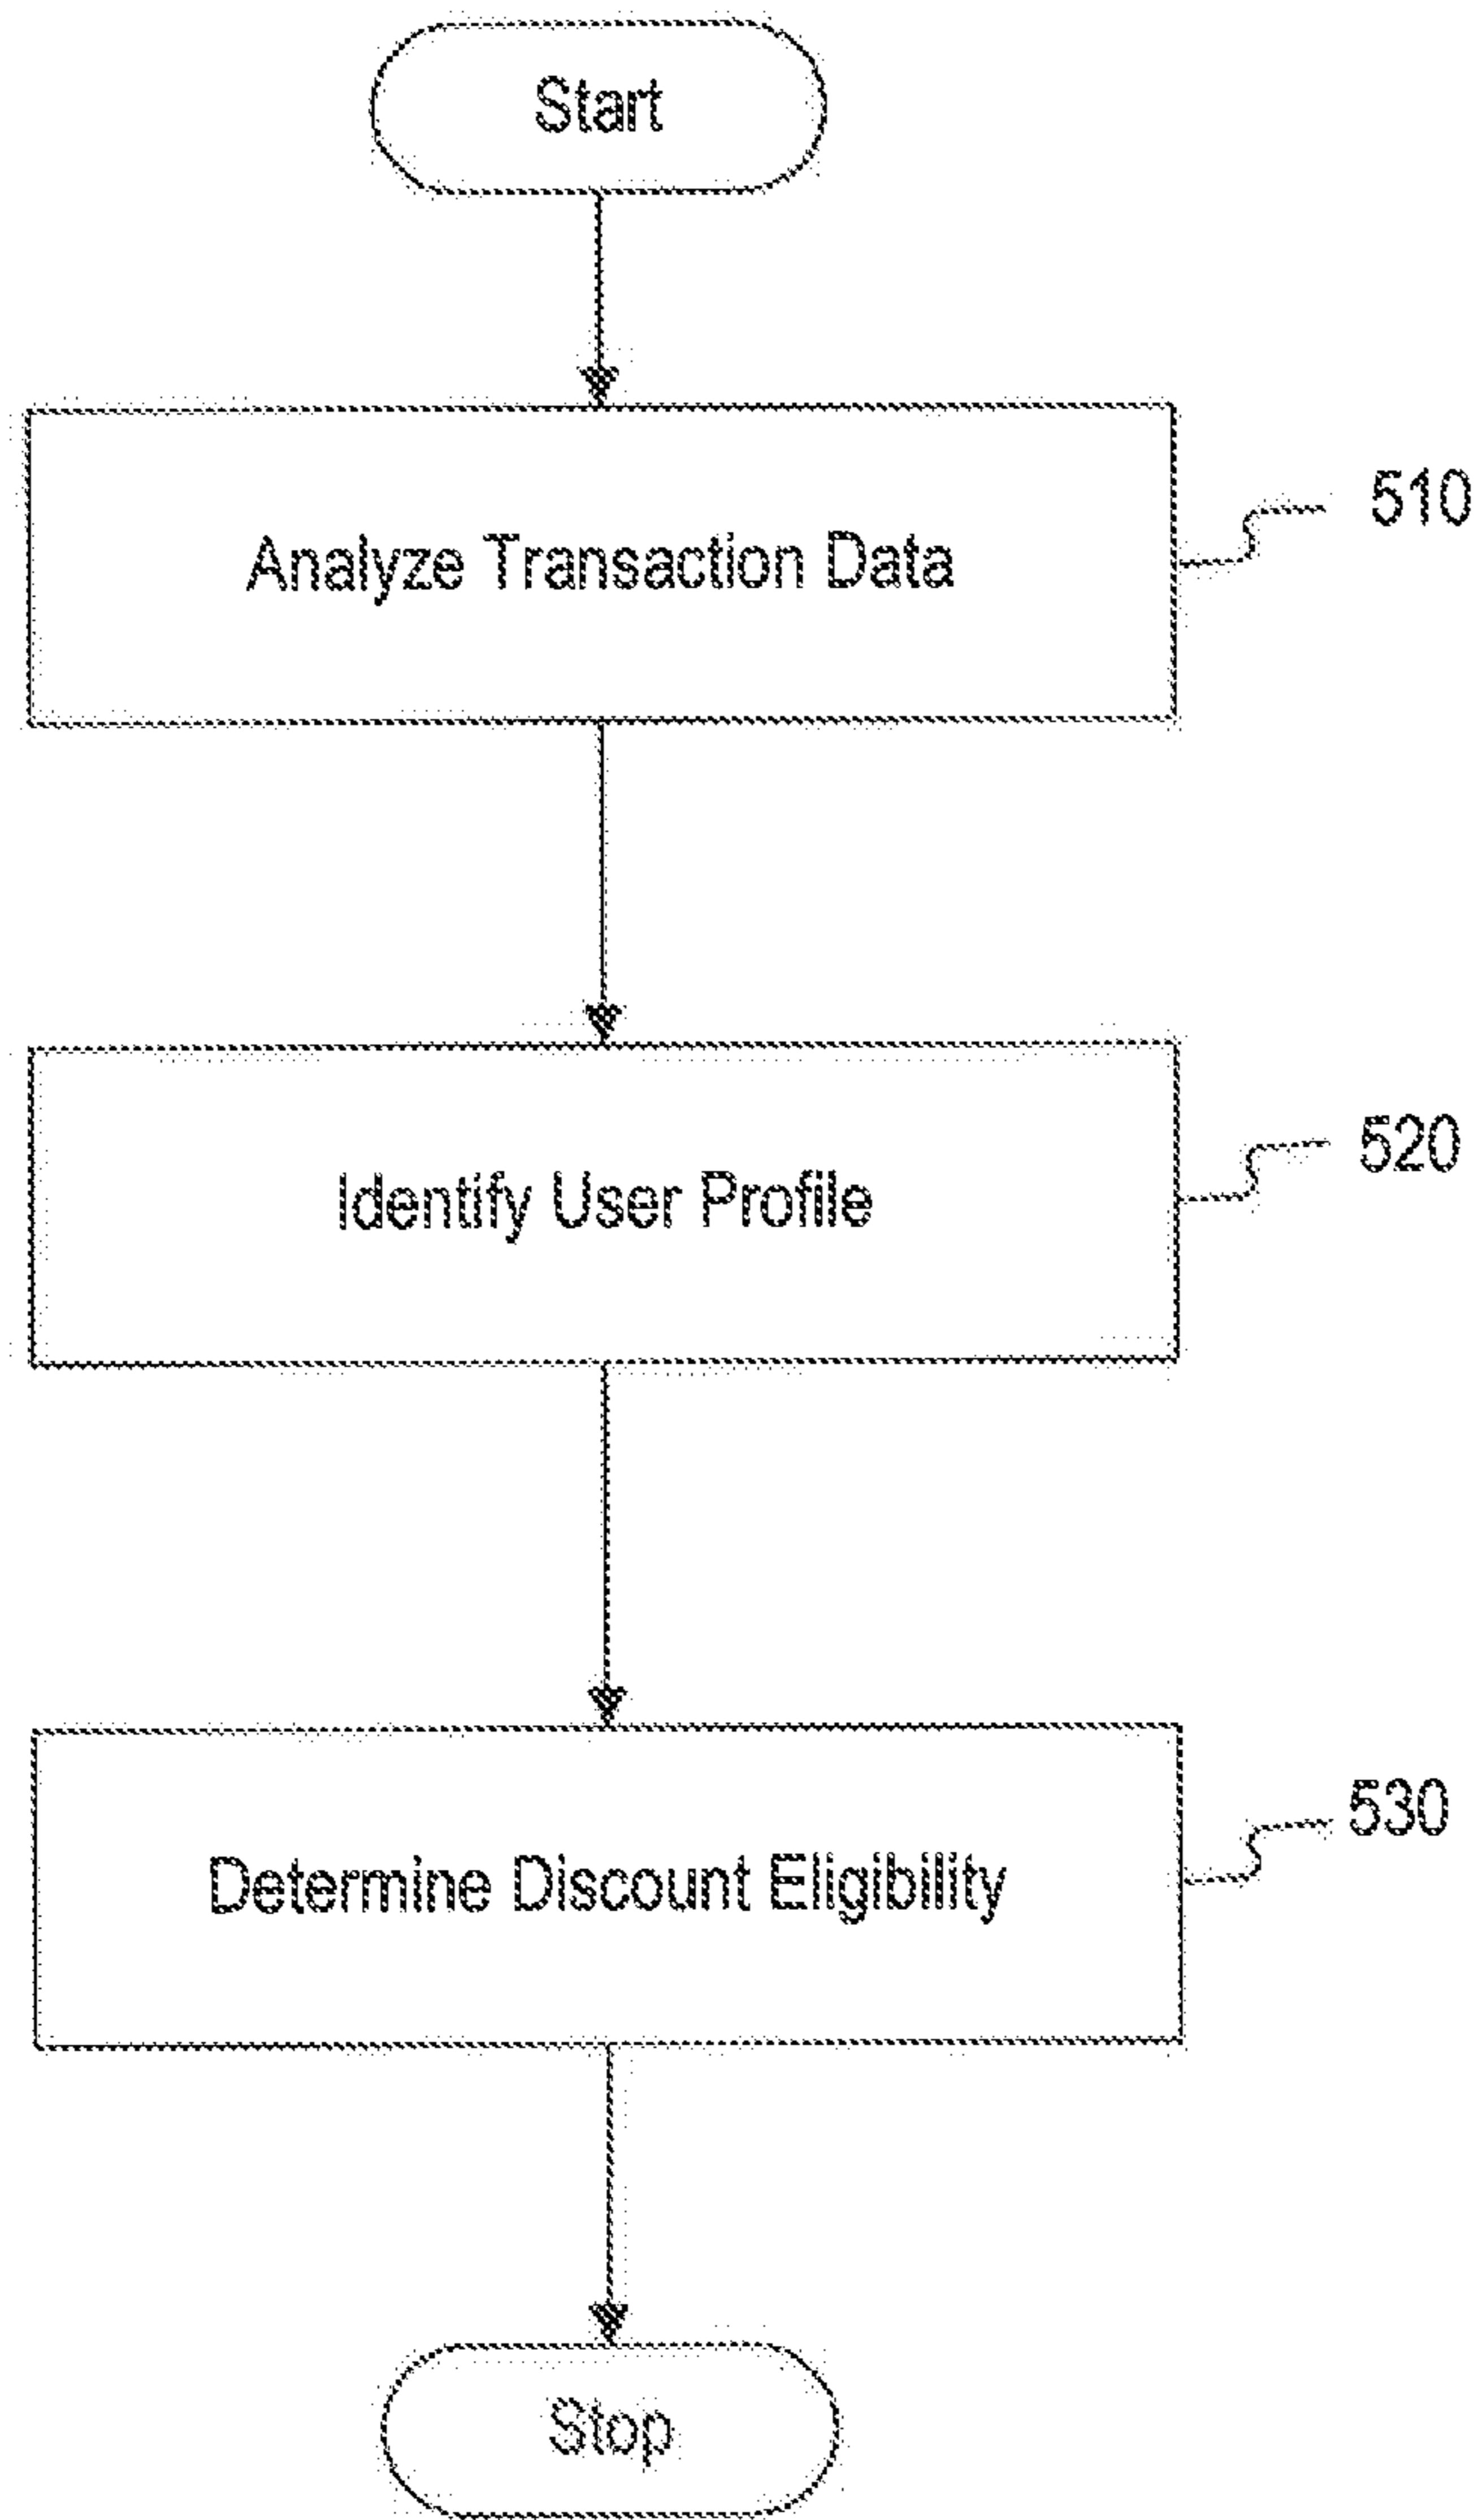 Start
Analyze Transaction Data
510
Identify User Profile
520
Determine Discount Eligibility
530
Stop